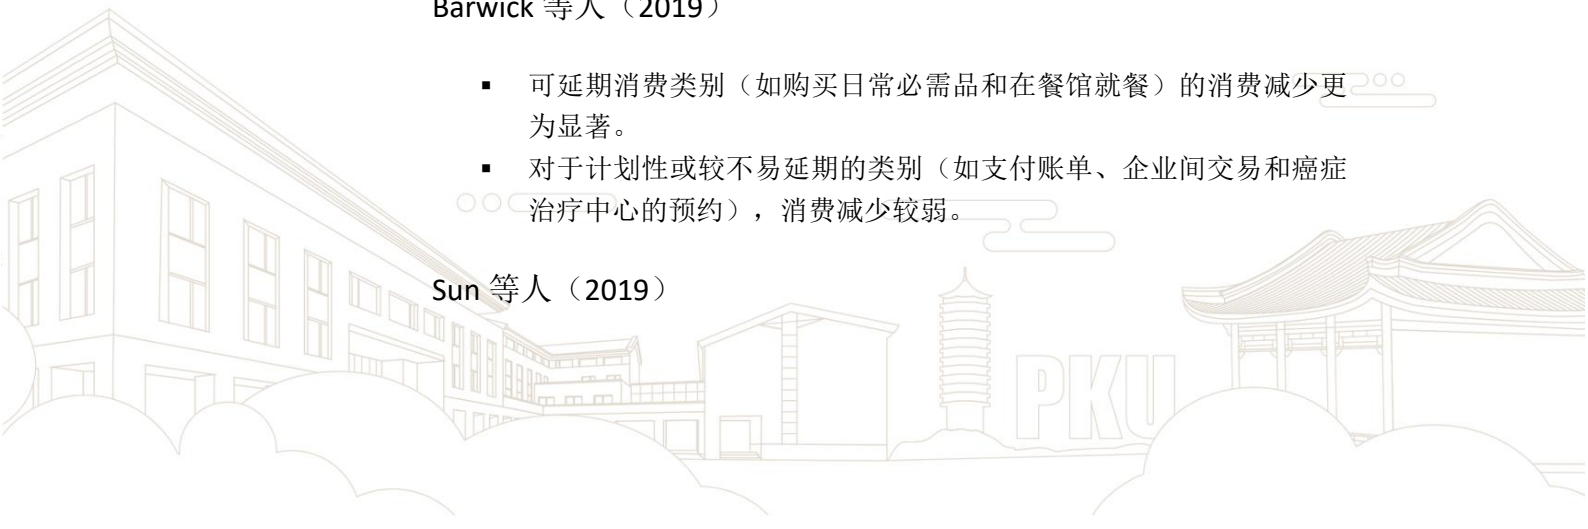 Barwick 等人（2019）
▪ 可延期消费类别（如购买日常必需品和在餐馆就餐）的消费减少更
为显著。
▪ 对于计划性或较不易延期的类别（如支付账单、企业间交易和癌症
治疗中心的预约），消费减少较弱。
Sun 等人（2019）
PKU